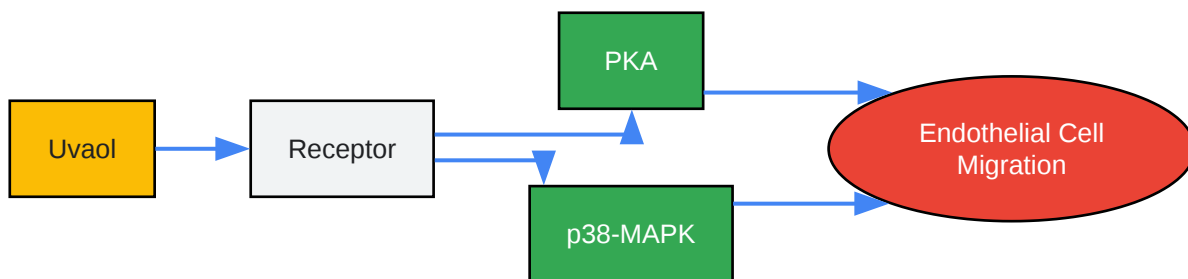 Uvaol
Receptor
PKA
p38-MAPK
Endothelial Cell
Migration